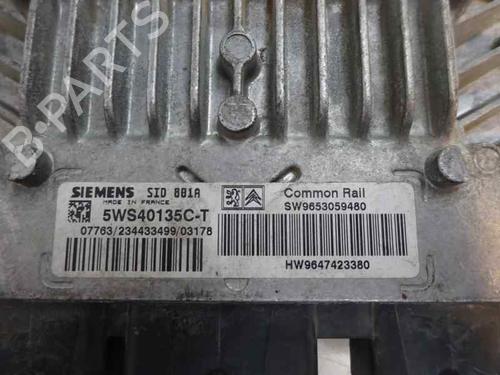 B-PARTS
SIEMENS SID 801A
MADE IN FRANCE
5WS40135C-T
07763/234433499/03178
Common Rail
SW9653059480
HW9647423380